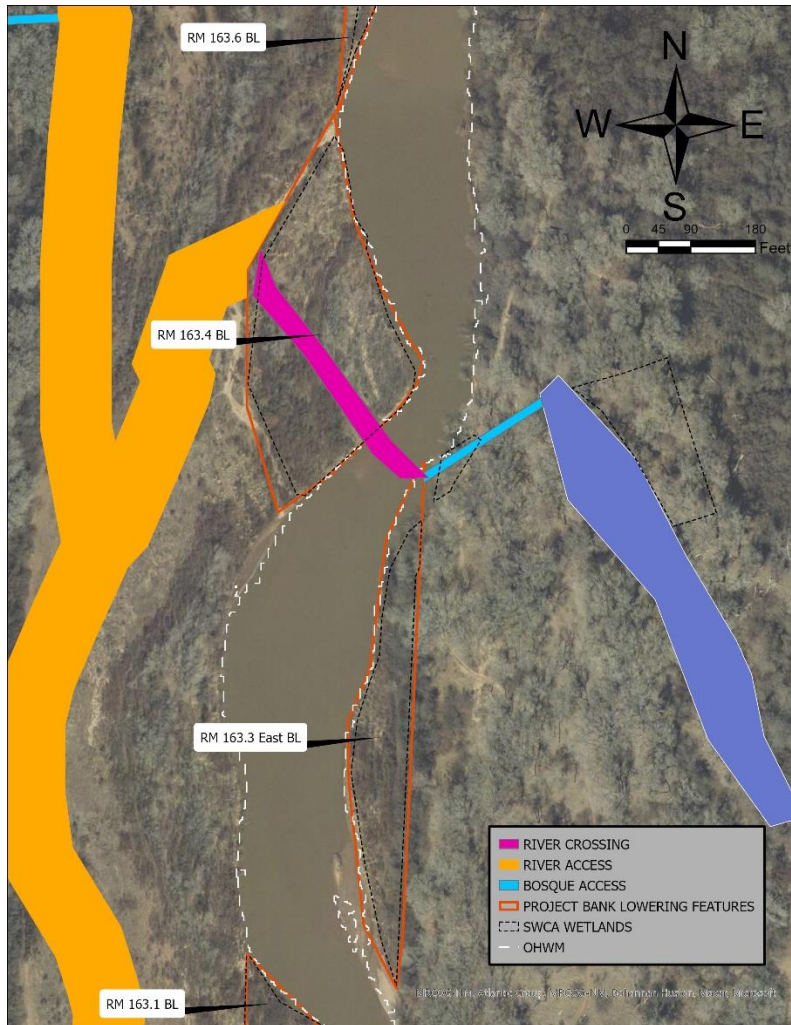 RM 163.6 BL
N
W
E
S
0 45 90 180
Feet
RM 163.4 BL
RM 163.3 East BL
RIVER CROSSING
RIVER ACCESS
BOSQUE ACCESS
PROJECT BANK LOWERING FEATURES
SWCA WETLANDS
OHWM
Microsoft
RM 163.1 BL